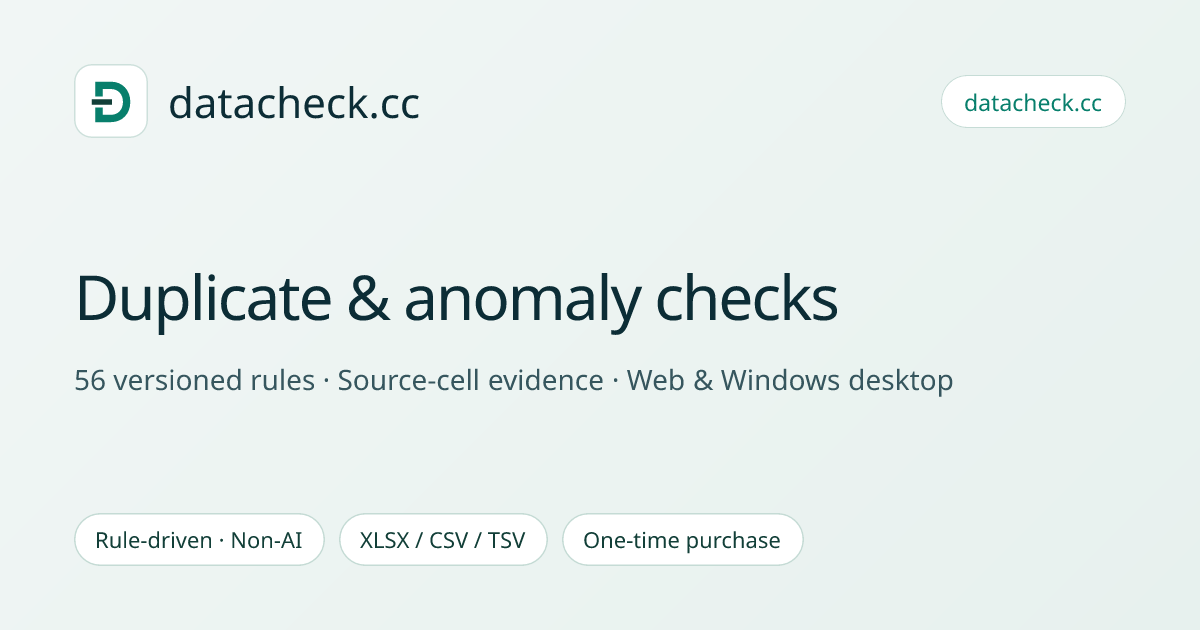 datacheck.cc
datacheck.cc
Duplicate & anomaly checks
56 versioned rules · Source-cell evidence · Web & Windows desktop
Rule-driven · Non-AI
XLSX / CSV / TSV
One-time purchase